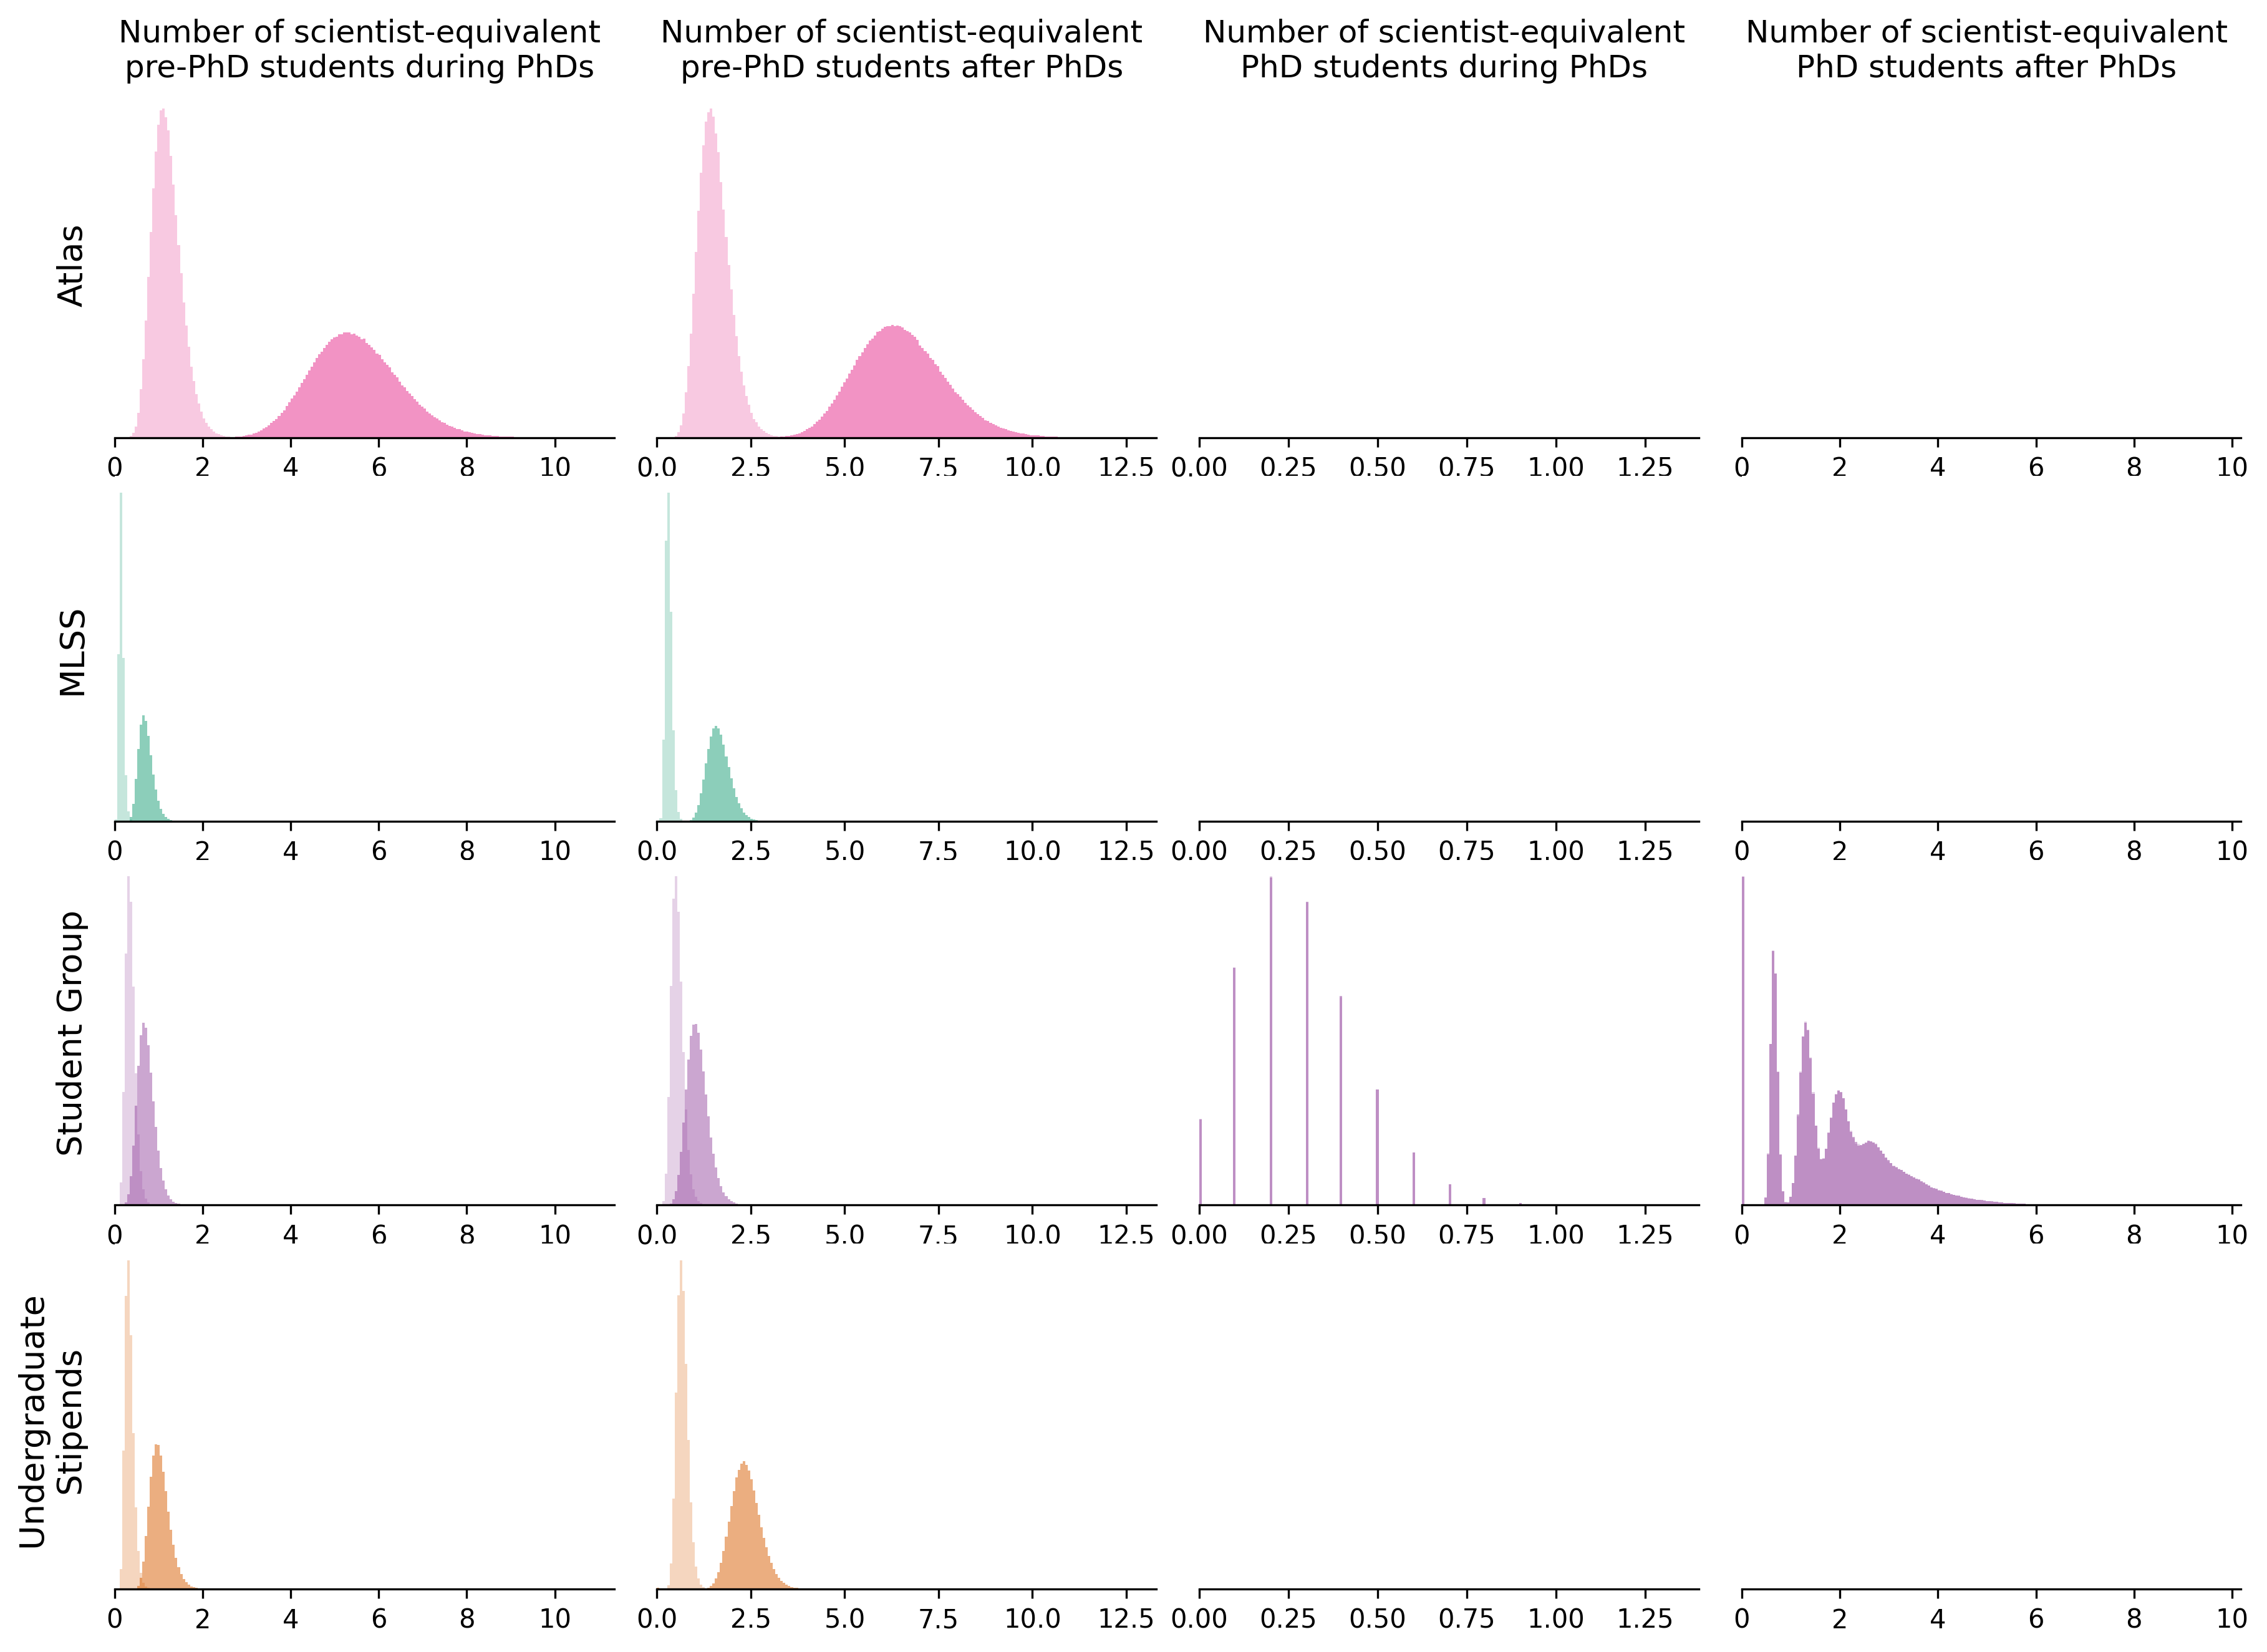 Number of scientist-equivalent
pre-PhD students during PhDs
Number of scientist-equivalent
pre-PhD students after PhDs
Number of scientist-equivalent
PhD students during PhDs
Number of scientist-equivalent
PhD students after PhDs
Atlas
0 2 4 6 8 10
0.0 2.5 5.0 7.5 10.0 12.5
0.00 0.25 0.50 0.75 1.00 1.25
0 2 4 6 8 10
MLSS
0 2 4 6 8 10
0.0 2.5 5.0 7.5 10.0 12.5
0.00 0.25 0.50 0.75 1.00 1.25
0 2 4 6 8 10
Student Group
0 2 4 6 8 10
0.0 2.5 5.0 7.5 10.0 12.5
0.00 0.25 0.50 0.75 1.00 1.25
0 2 4 6 8 10
Undergraduate
Stipends
0 2 4 6 8 10
0.0 2.5 5.0 7.5 10.0 12.5
0.00 0.25 0.50 0.75 1.00 1.25
0 2 4 6 8 10